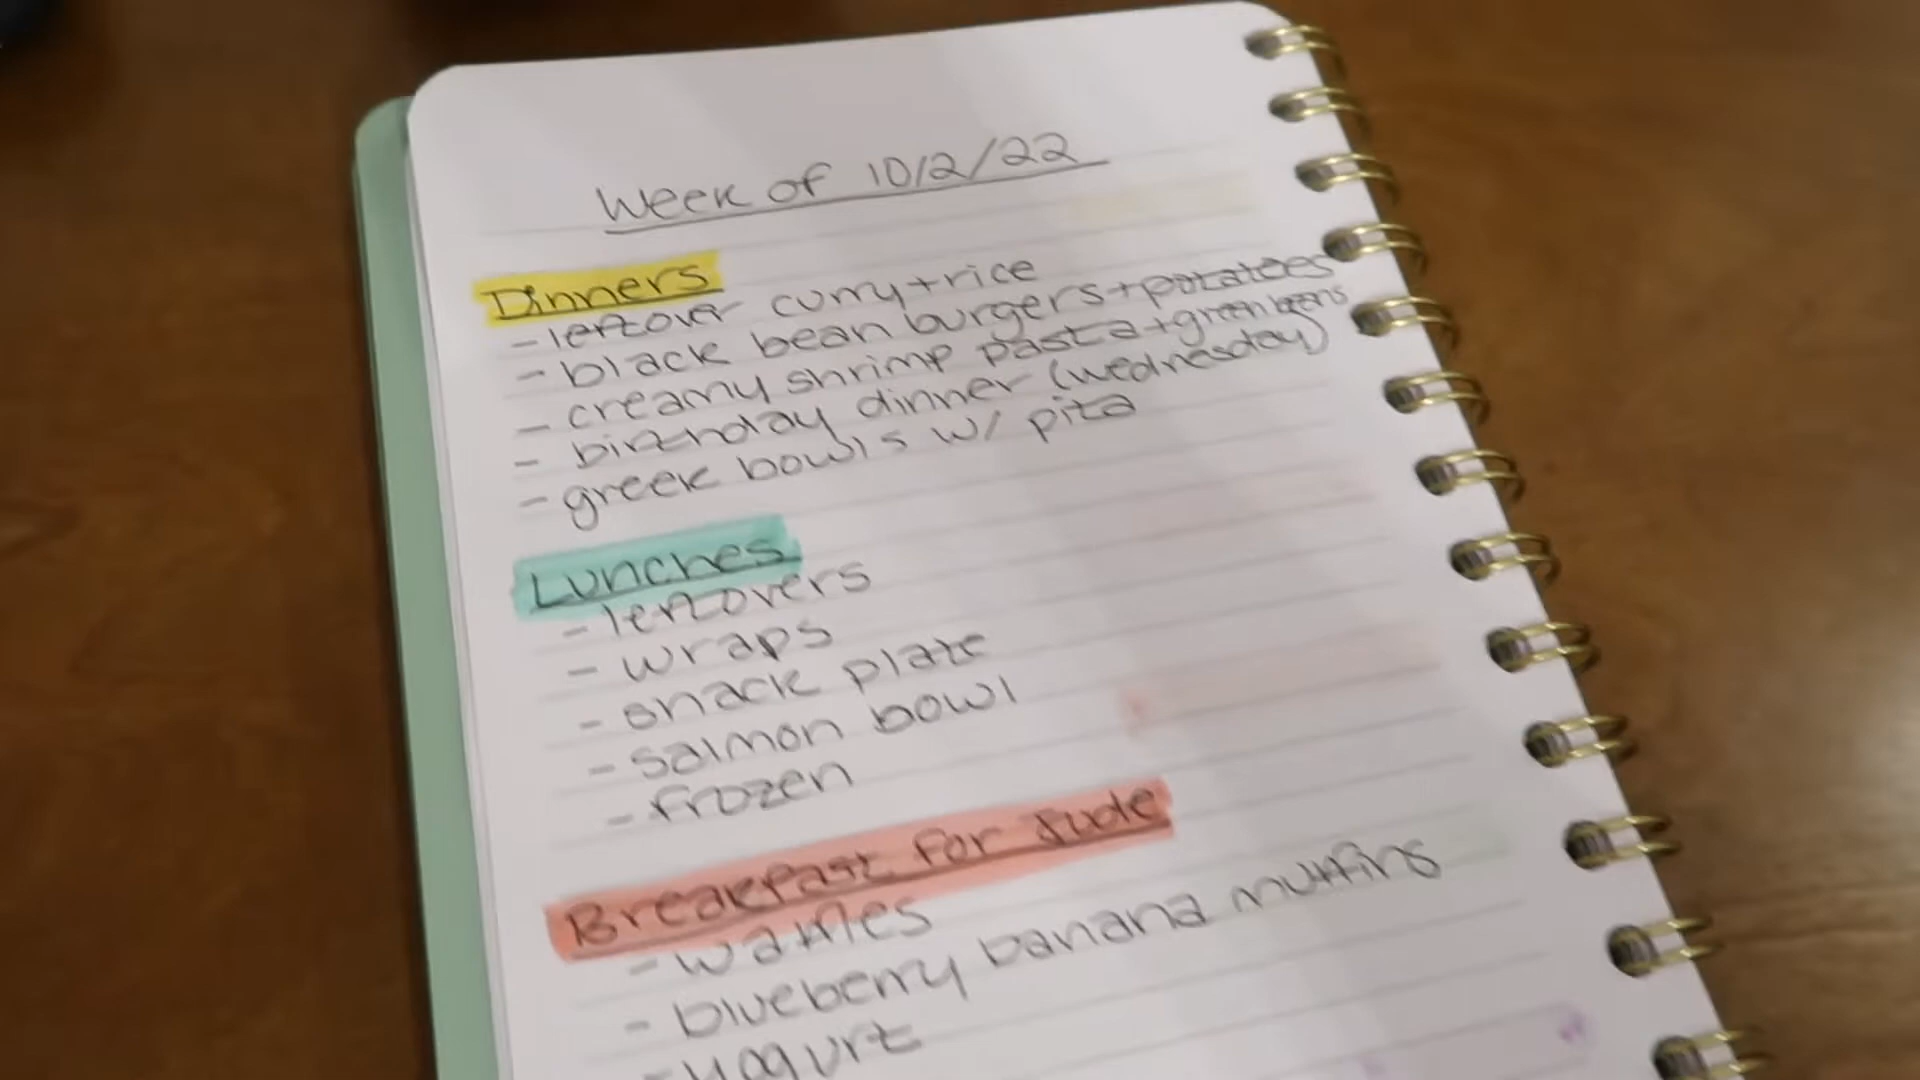 Week of 10/2/22
Dinners
- leftover curry + rice
- black bean burgers + potatoes
- creamy shrimp pasta + green beans
- birthday dinner (wednesday)
- greek bowls w/ pita
Lunches
- leftovers
- wraps
- snack plate
- salmon bowl
- frozen
Breakfast for Jude
- waffles
- blueberry banana muffins
- yogurt